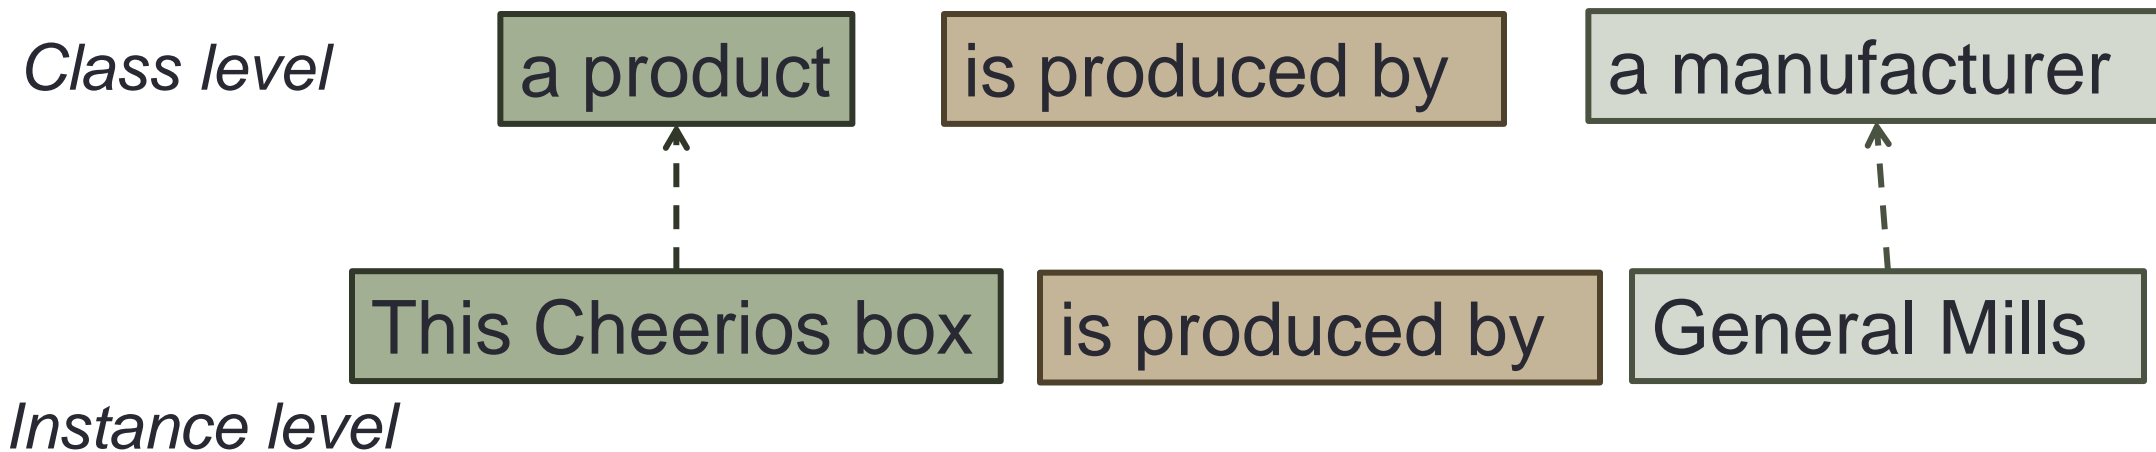 Class level a product is produced by a manufacturer
This Cheerios box is produced by General Mills
Instance level